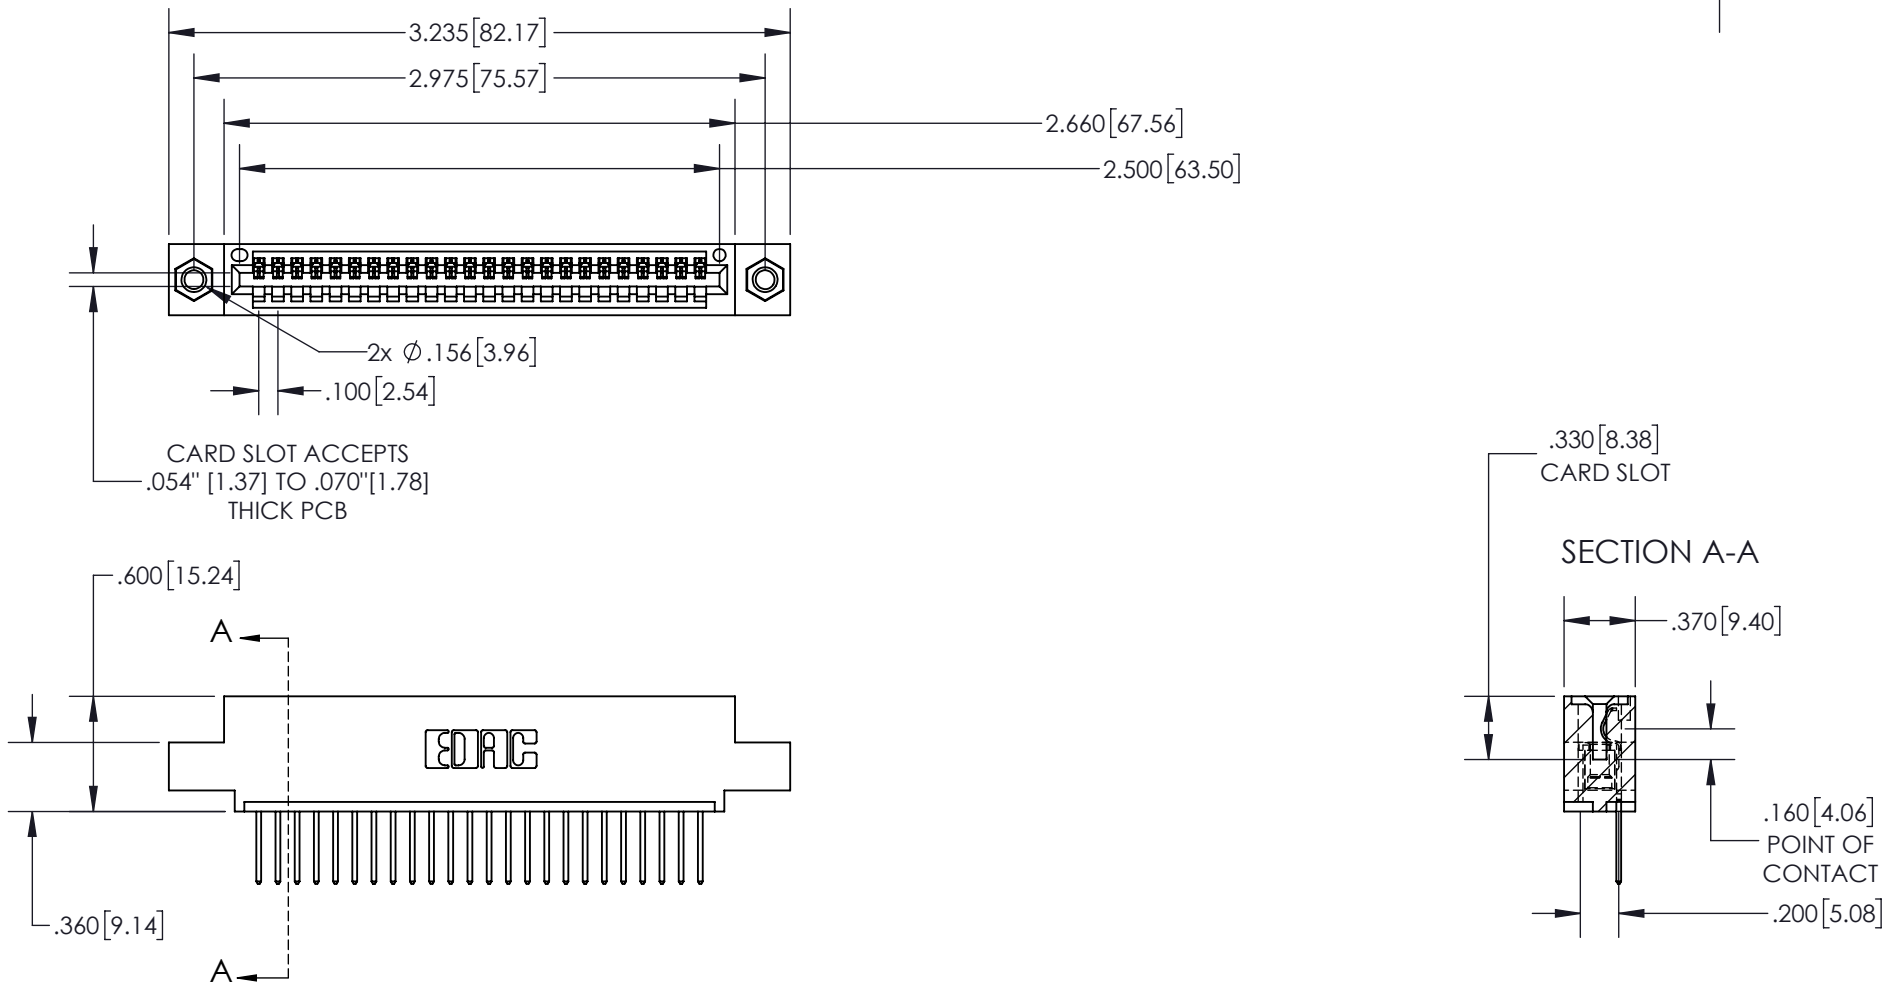 3.235[82.17]
2.975[75.57]
2.660[67.56]
2.500[63.50]
2x Ø.156[3.96]
.100[2.54]
CARD SLOT ACCEPTS
.054" [1.37] TO .070"[1.78]
THICK PCB
.330[8.38]
CARD SLOT
SECTION A-A
.600[15.24]
A
.370[9.40]
EDAC
.160[4.06]
POINT OF
CONTACT
.200[5.08]
.360[9.14]
A